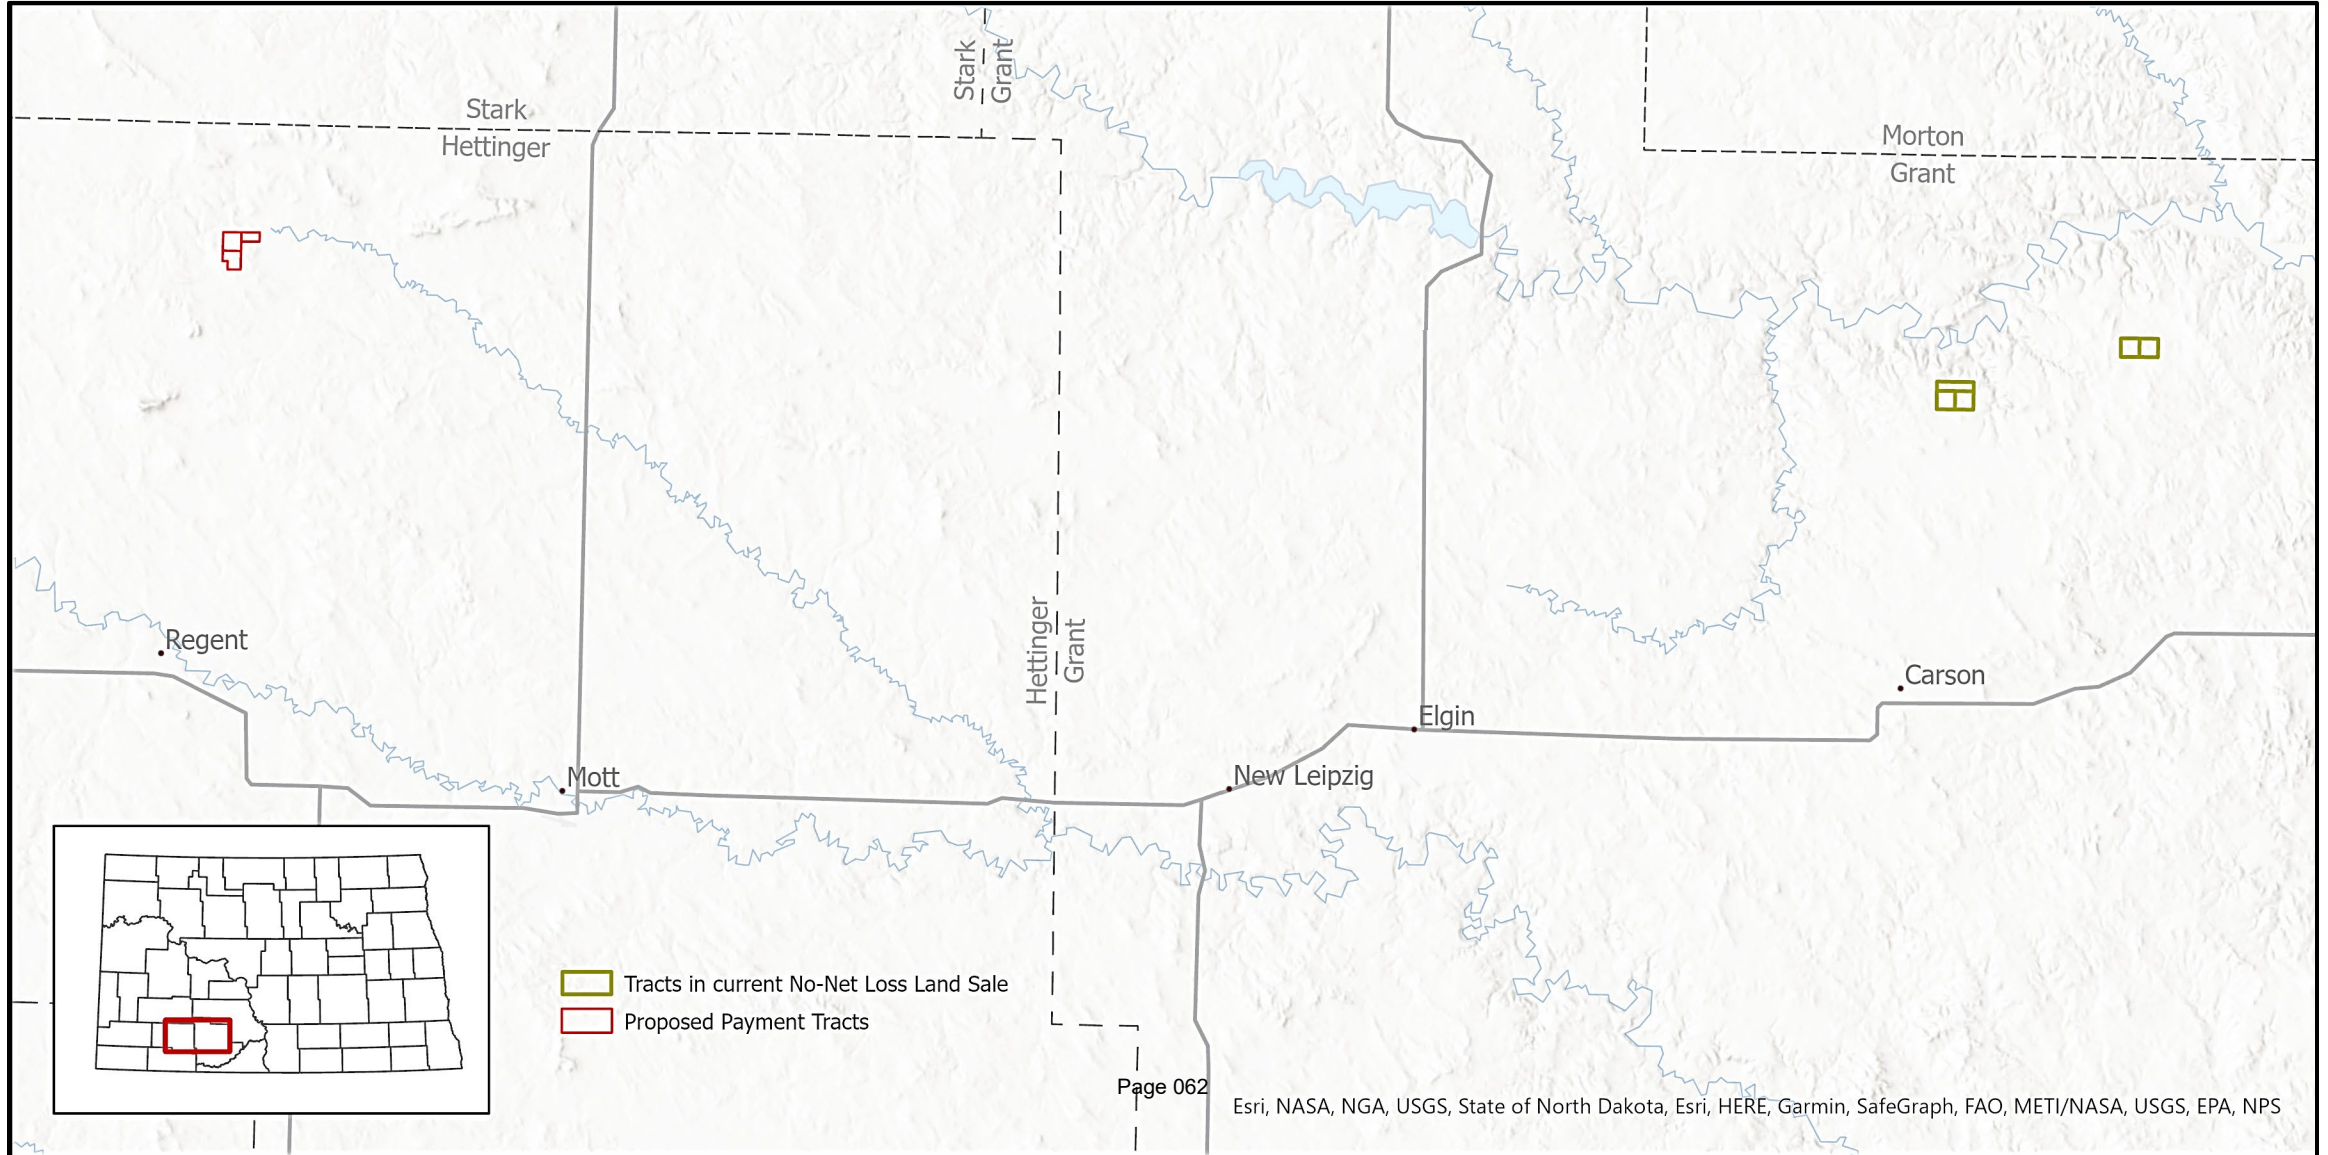 Stark
Grant
Stark
Hettinger
Morton
Grant
Regent
Hettinger
Grant
Carson
Elgin
Mott
New Leipzig
Tracts in current No-Net Loss Land Sale
Proposed Payment Tracts
Page 062
Esri, NASA, NGA, USGS, State of North Dakota, Esri, HERE, Garmin, SafeGraph, FAO, METI/NASA, USGS, EPA, NPS